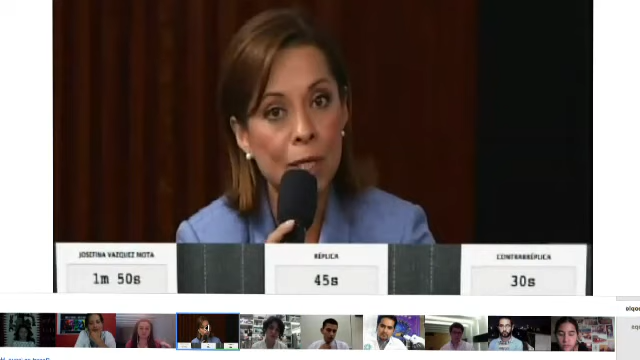 JOSEFINA VAZQUEZ MOTA
1m 50s
RÉPLICA
45s
CONTRARRÉPLICA
30s